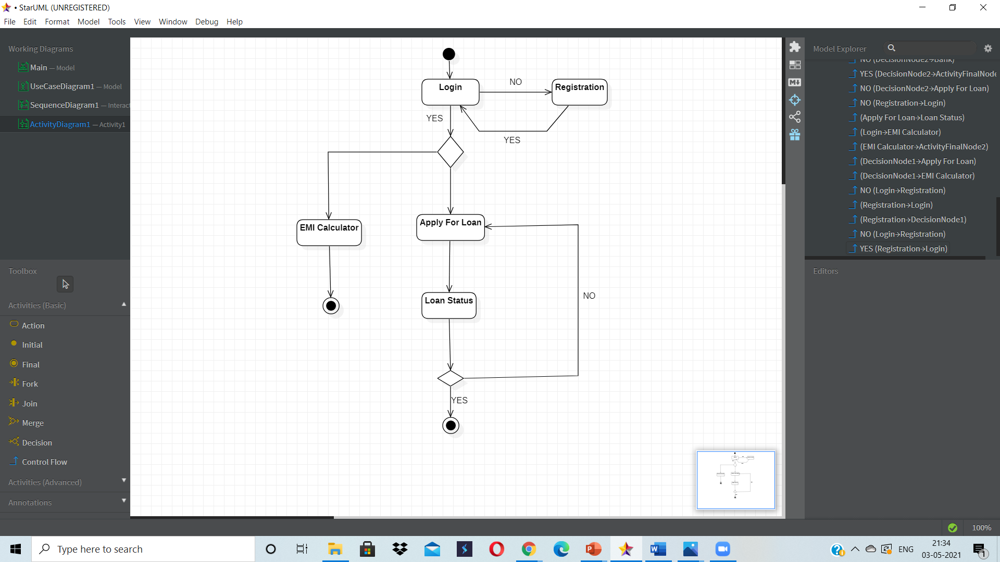 • StarUML (UNREGISTERED)
File Edit Format Model Tools View Window Debug Help
Working Diagrams
Main — Model
UseCaseDiagram1 — Model
SequenceDiagram1 — Interact
ActivityDiagram1 — Activity1
Toolbox
Activities (Basic)
Action
Initial
Final
Fork
Join
Merge
Decision
Control Flow
Activities (Advanced)
Annotations
Login
NO
Registration
YES
YES
EMI Calculator
Apply For Loan
Loan Status
NO
YES
Model Explorer
NO (DecisionNode2→Bank)
YES (DecisionNode2→ActivityFinalNode
NO (DecisionNode2→Apply For Loan)
NO (Registration→Login)
(Apply For Loan→Loan Status)
(Login→EMI Calculator)
(EMI Calculator→ActivityFinalNode2)
(DecisionNode1→Apply For Loan)
(DecisionNode1→EMI Calculator)
NO (Login→Registration)
(Registration→Login)
(Registration→DecisionNode1)
NO (Login→Registration)
YES (Registration→Login)
Editors
100%
Type here to search
ENG
21:34
03-05-2021
1